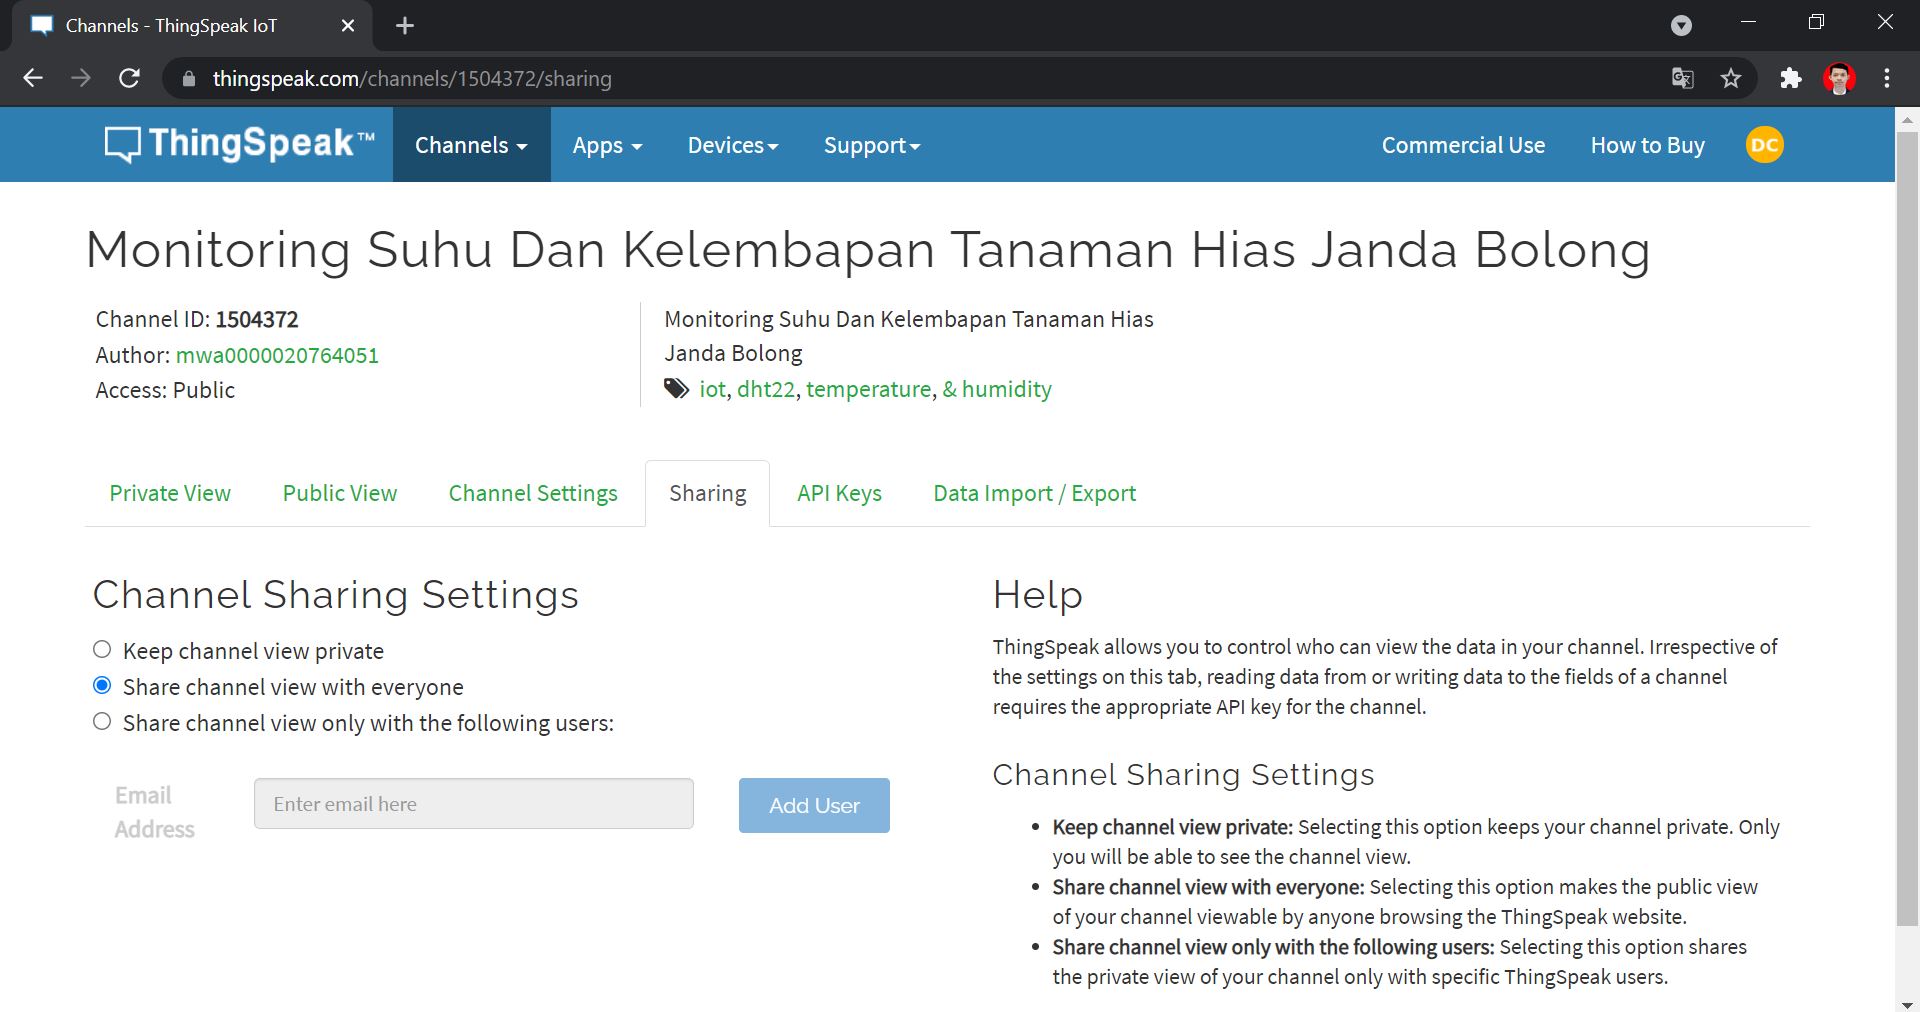 Channels - ThingSpeak IoT
thingspeak.com/channels/1504372/sharing
ThingSpeak™
Channels
Apps
Devices
Support
Commercial Use
How to Buy
DC
Monitoring Suhu Dan Kelembapan Tanaman Hias Janda Bolong
Channel ID: 1504372
Author: mwa0000020764051
Access: Public
Monitoring Suhu Dan Kelembapan Tanaman Hias
Janda Bolong
iot, dht22, temperature, & humidity
Private View
Public View
Channel Settings
Sharing
API Keys
Data Import / Export
Channel Sharing Settings
Keep channel view private
Share channel view with everyone
Share channel view only with the following users:
Email
Address
Enter email here
Add User
Help
ThingSpeak allows you to control who can view the data in your channel. Irrespective of
the settings on this tab, reading data from or writing data to the fields of a channel
requires the appropriate API key for the channel.
Channel Sharing Settings
• Keep channel view private: Selecting this option keeps your channel private. Only
you will be able to see the channel view.
• Share channel view with everyone: Selecting this option makes the public view
of your channel viewable by anyone browsing the ThingSpeak website.
• Share channel view only with the following users: Selecting this option shares
the private view of your channel only with specific ThingSpeak users.